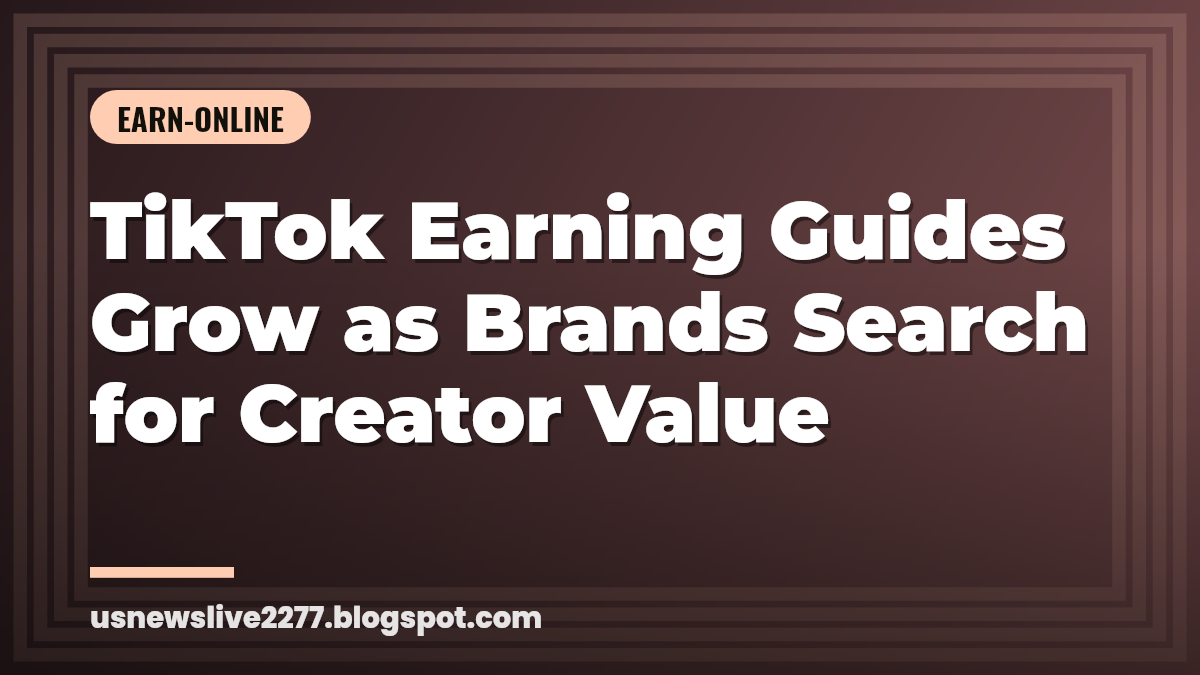 EARN-ONLINE
TikTok Earning Guides
Grow as Brands Search
for Creator Value
usnewslive2277.blogspot.com